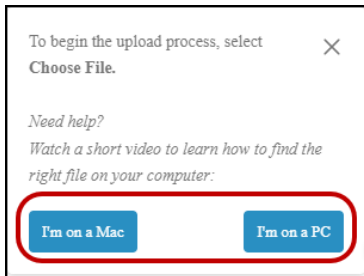 To begin the upload process, select
Choose File.
Need help?
Watch a short video to learn how to find the
right file on your computer:
I'm on a Mac
I'm on a PC